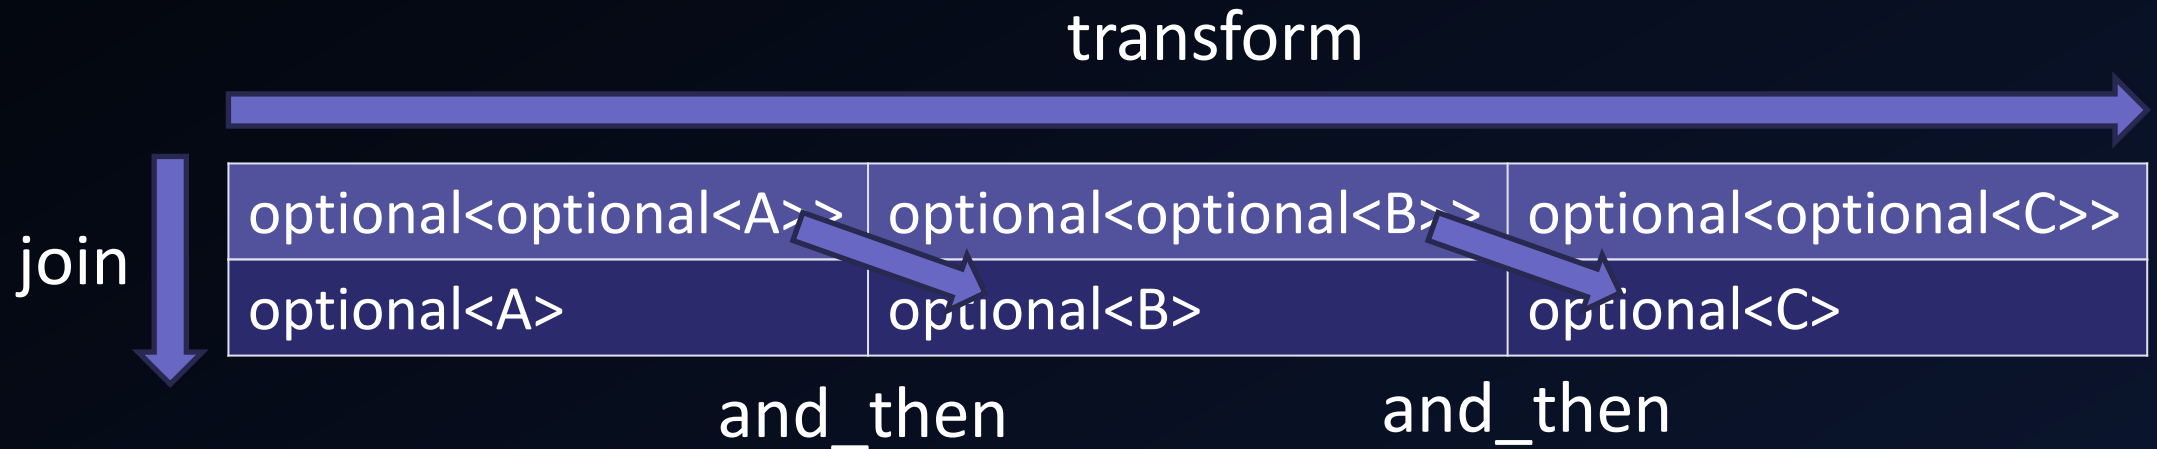 transform
join
optional<optional<A>> optional<optional<B>> optional<optional<C>>
optional<A> optional<B> optional<C>
and_then and_then